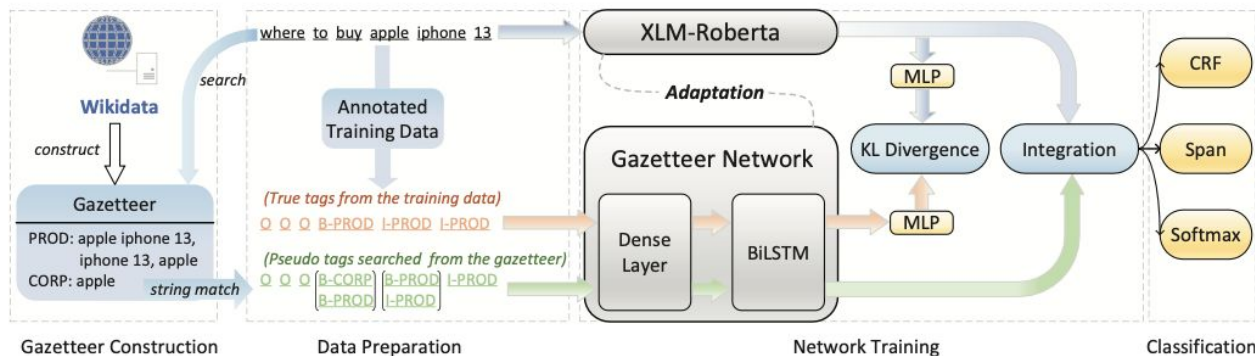 where to buy apple iphone 13
search
Wikidata
construct
Gazetteer
PROD: apple iphone 13,
iphone 13, apple
CORP: apple
string match
Annotated
Training Data
(True tags from the training data)
O O O B-PROD I-PROD I-PROD
(Pseudo tags searched from the gazetteer)
O O O B-CORP B-PROD I-PROD
B-PROD I-PROD
XLM-Roberta
Adaptation
Gazetteer Network
Dense
Layer
BiLSTM
MLP
KL Divergence
MLP
Integration
CRF
Span
Softmax
Gazetteer Construction
Data Preparation
Network Training
Classification